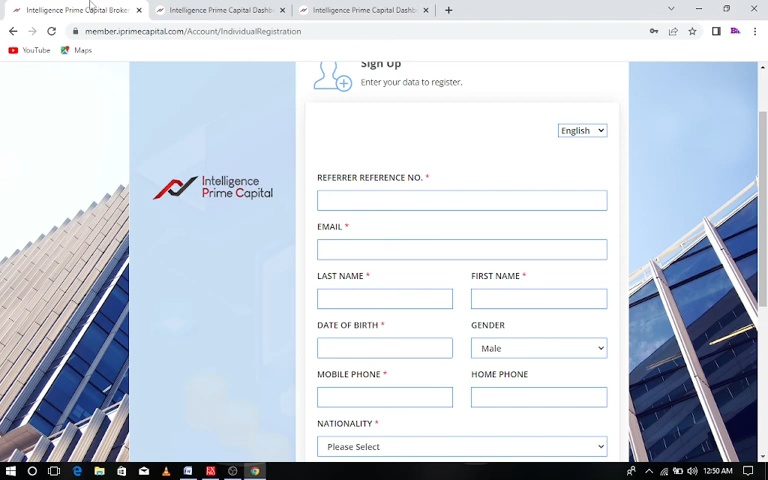 Intelligence Prime Capital Broker
Intelligence Prime Capital Dashb
Intelligence Prime Capital Dashb
member.iprimecapital.com/Account/IndividualRegistration
YouTube
Maps
Sign Up
Enter your data to register.
English
Intelligence
Prime Capital
REFERRER REFERENCE NO. *
EMAIL *
LAST NAME *
FIRST NAME *
DATE OF BIRTH *
GENDER
Male
MOBILE PHONE *
HOME PHONE
NATIONALITY *
Please Select
12:50 AM